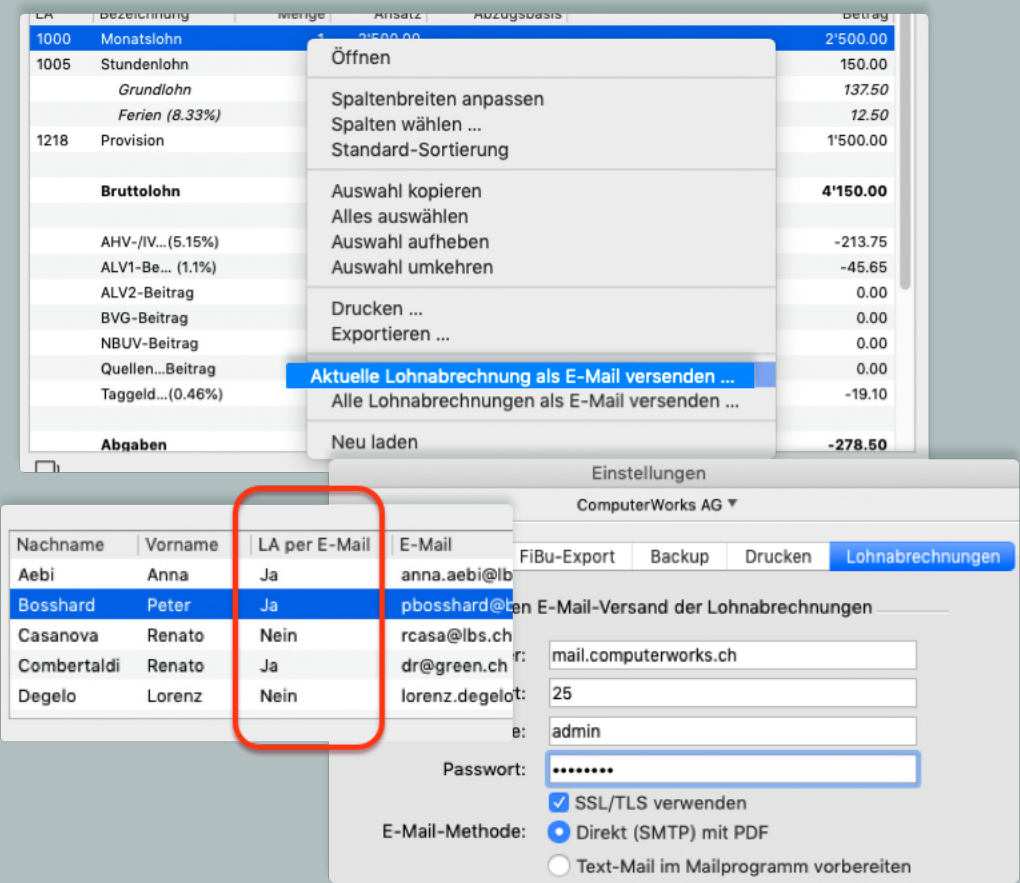 LA Bezeichnung Menge Ansatz Abzugsbasis Betrag
1000 Monatslohn 1 2'500.00 2'500.00
1005 Stundenlohn 150.00
Grundlohn 137.50
Ferien (8.33%) 12.50
1218 Provision 1'500.00
Bruttolohn 4'150.00
AHV-/IV...(5.15%) -213.75
ALV1-Be... (1.1%) -45.65
ALV2-Beitrag 0.00
BVG-Beitrag 0.00
NBUV-Beitrag 0.00
Quellen...Beitrag 0.00
Taggeld...(0.46%) -19.10
Abgaben -278.50
Öffnen
Spaltenbreiten anpassen
Spalten wählen ...
Standard-Sortierung
Auswahl kopieren
Alles auswählen
Auswahl aufheben
Auswahl umkehren
Drucken ...
Exportieren ...
Aktuelle Lohnabrechnung als E-Mail versenden ...
Alle Lohnabrechnungen als E-Mail versenden ...
Neu laden
Nachname Vorname LA per E-Mail E-Mail
Aebi Anna Ja anna.aebi@lb
Bosshard Peter Ja pbosshard@
Casanova Renato Nein rcasa@lbs.ch
Combertaldi Renato Ja dr@green.ch
Degelo Lorenz Nein lorenz.degelo
Einstellungen
ComputerWorks AG
FiBu-Export Backup Drucken Lohnabrechnungen
en E-Mail-Versand der Lohnabrechnungen
r: mail.computerworks.ch
t: 25
e: admin
Passwort: ••••••••
SSL/TLS verwenden
E-Mail-Methode: Direkt (SMTP) mit PDF
Text-Mail im Mailprogramm vorbereiten